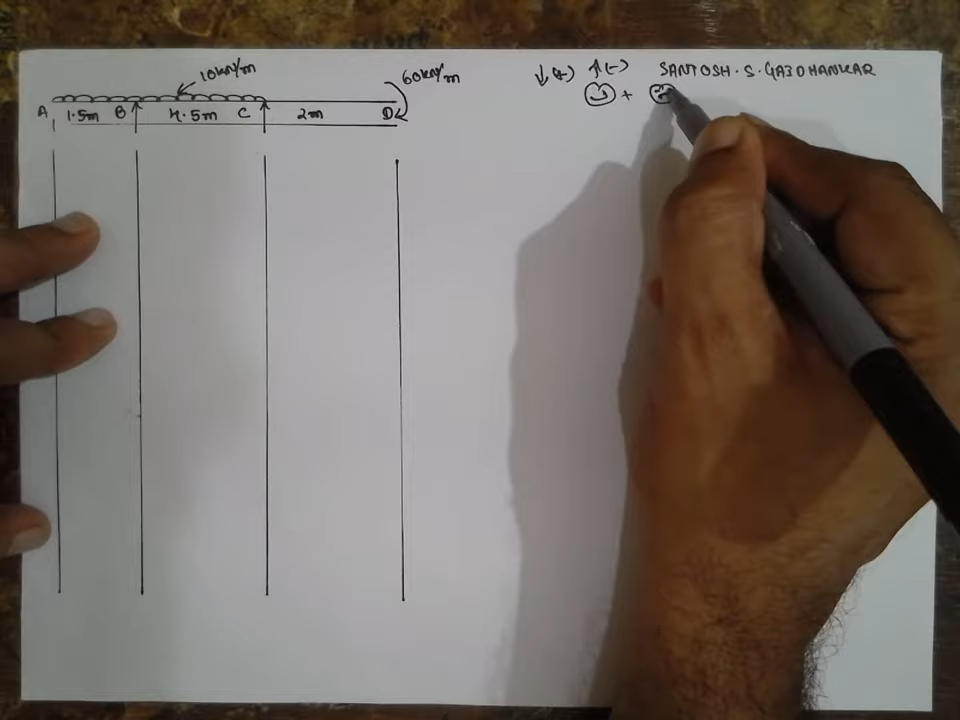 10kN/m
60kN/m
A 1.5m B 4.5m C 2m D
↓(+) ↑(-) SANTOSH.S.GAJDHANKAR
+